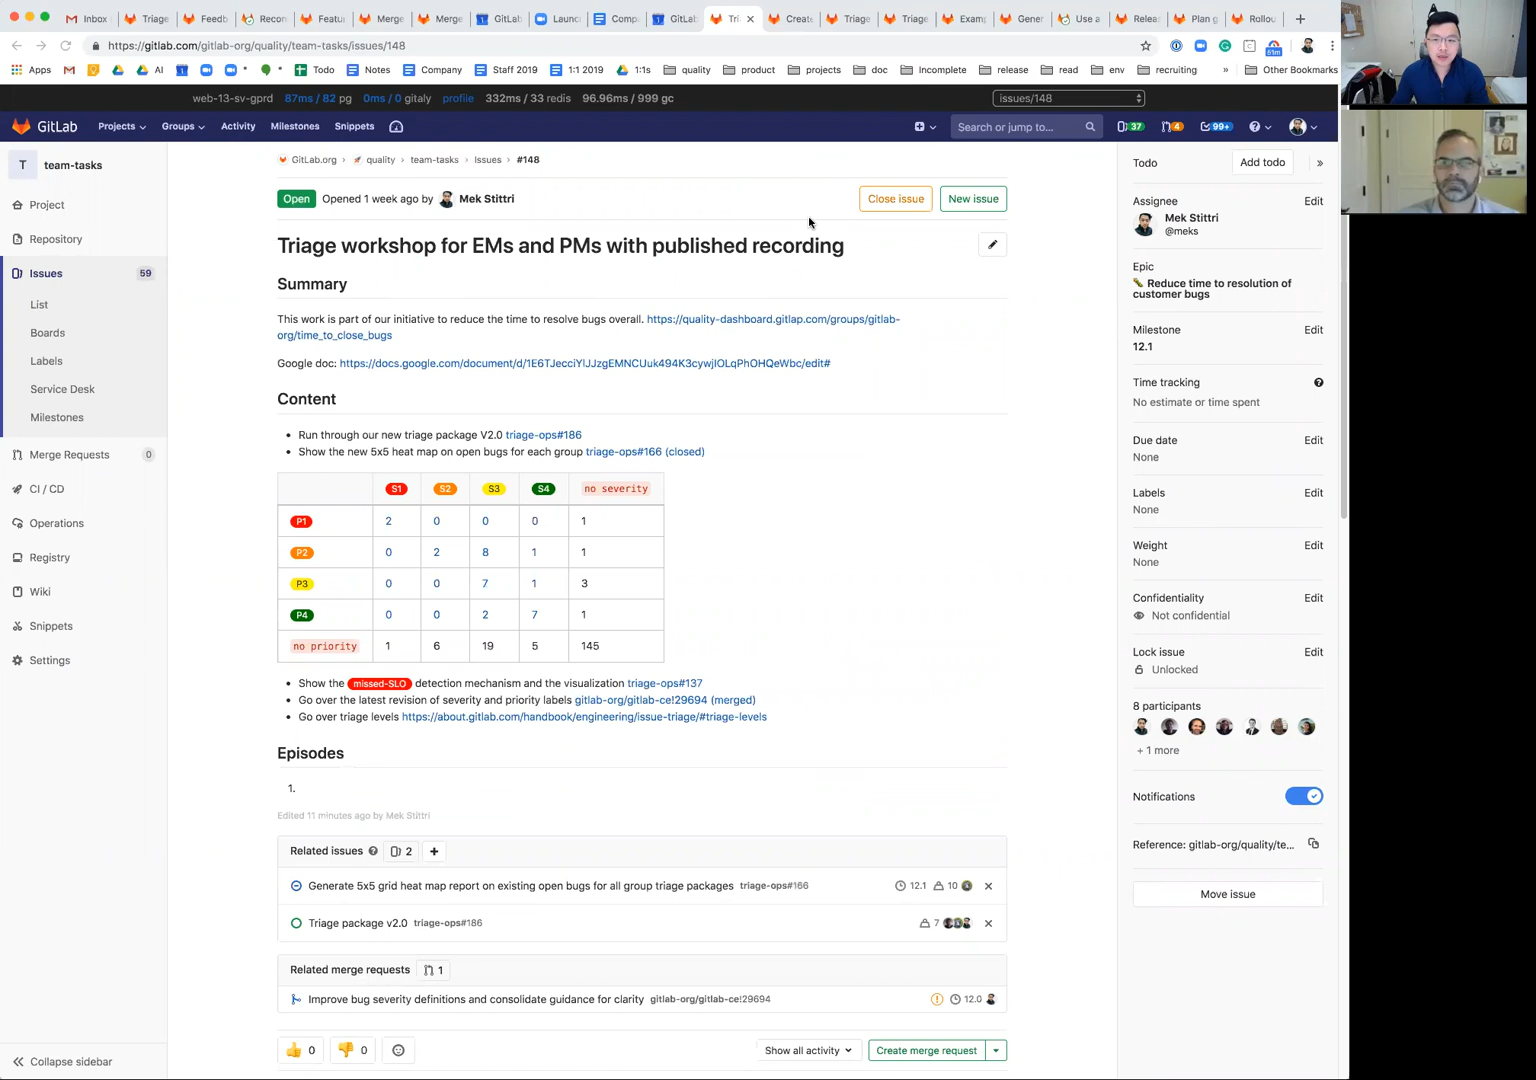 Inbox
Triage
Feedb
Recon
Featu
Merge
Merge
GitLab
Launc
Comp
GitLab
Tri
Create
Triage
Triage
Exam
Gener
Use a
Relea
Plan g
Rollou
https://gitlab.com/gitlab-org/quality/team-tasks/issues/148
Apps
AI
Todo
Notes
Company
Staff 2019
1:1 2019
1:1s
quality
product
projects
doc
Incomplete
release
read
env
recruiting
»
Other Bookmarks
web-13-sv-gprd 87ms / 82 pg 0ms / 0 gitaly profile 332ms / 33 redis 96.96ms / 999 gc
issues/148
GitLab Projects Groups Activity Milestones Snippets
Search or jump to...
37
4
99+
T team-tasks
Project
Repository
Issues 59
List
Boards
Labels
Service Desk
Milestones
Merge Requests 0
CI / CD
Operations
Registry
Wiki
Snippets
Settings
Collapse sidebar
GitLab.org › quality › team-tasks › Issues › #148
Open Opened 1 week ago by Mek Stittri
Close issue
New issue
Triage workshop for EMs and PMs with published recording
Summary
This work is part of our initiative to reduce the time to resolve bugs overall. https://quality-dashboard.gitlap.com/groups/gitlab-
org/time_to_close_bugs
Google doc: https://docs.google.com/document/d/1E6TJecciYlJJzgEMNCUuk494K3cywjIOLqPhOHQeWbc/edit#
Content
• Run through our new triage package V2.0 triage-ops#186
• Show the new 5x5 heat map on open bugs for each group triage-ops#166 (closed)
S1 S2 S3 S4 no severity
P1 2 0 0 0 1
P2 0 2 8 1 1
P3 0 0 7 1 3
P4 0 0 2 7 1
no priority 1 6 19 5 145
• Show the missed-SLO detection mechanism and the visualization triage-ops#137
• Go over the latest revision of severity and priority labels gitlab-org/gitlab-ce!29694 (merged)
• Go over triage levels https://about.gitlab.com/handbook/engineering/issue-triage/#triage-levels
Episodes
1.
Edited 11 minutes ago by Mek Stittri
Related issues 2 +
Generate 5x5 grid heat map report on existing open bugs for all group triage packages triage-ops#166 12.1 10
Triage package v2.0 triage-ops#186 7
Related merge requests 1
Improve bug severity definitions and consolidate guidance for clarity gitlab-org/gitlab-ce!29694 12.0
0
0
Show all activity
Create merge request
Todo
Add todo
»
Assignee Edit
Mek Stittri
@meks
Epic
Reduce time to resolution of
customer bugs
Milestone Edit
12.1
Time tracking
No estimate or time spent
Due date Edit
None
Labels Edit
None
Weight Edit
None
Confidentiality Edit
Not confidential
Lock issue Edit
Unlocked
8 participants
+ 1 more
Notifications
Reference: gitlab-org/quality/te...
Move issue